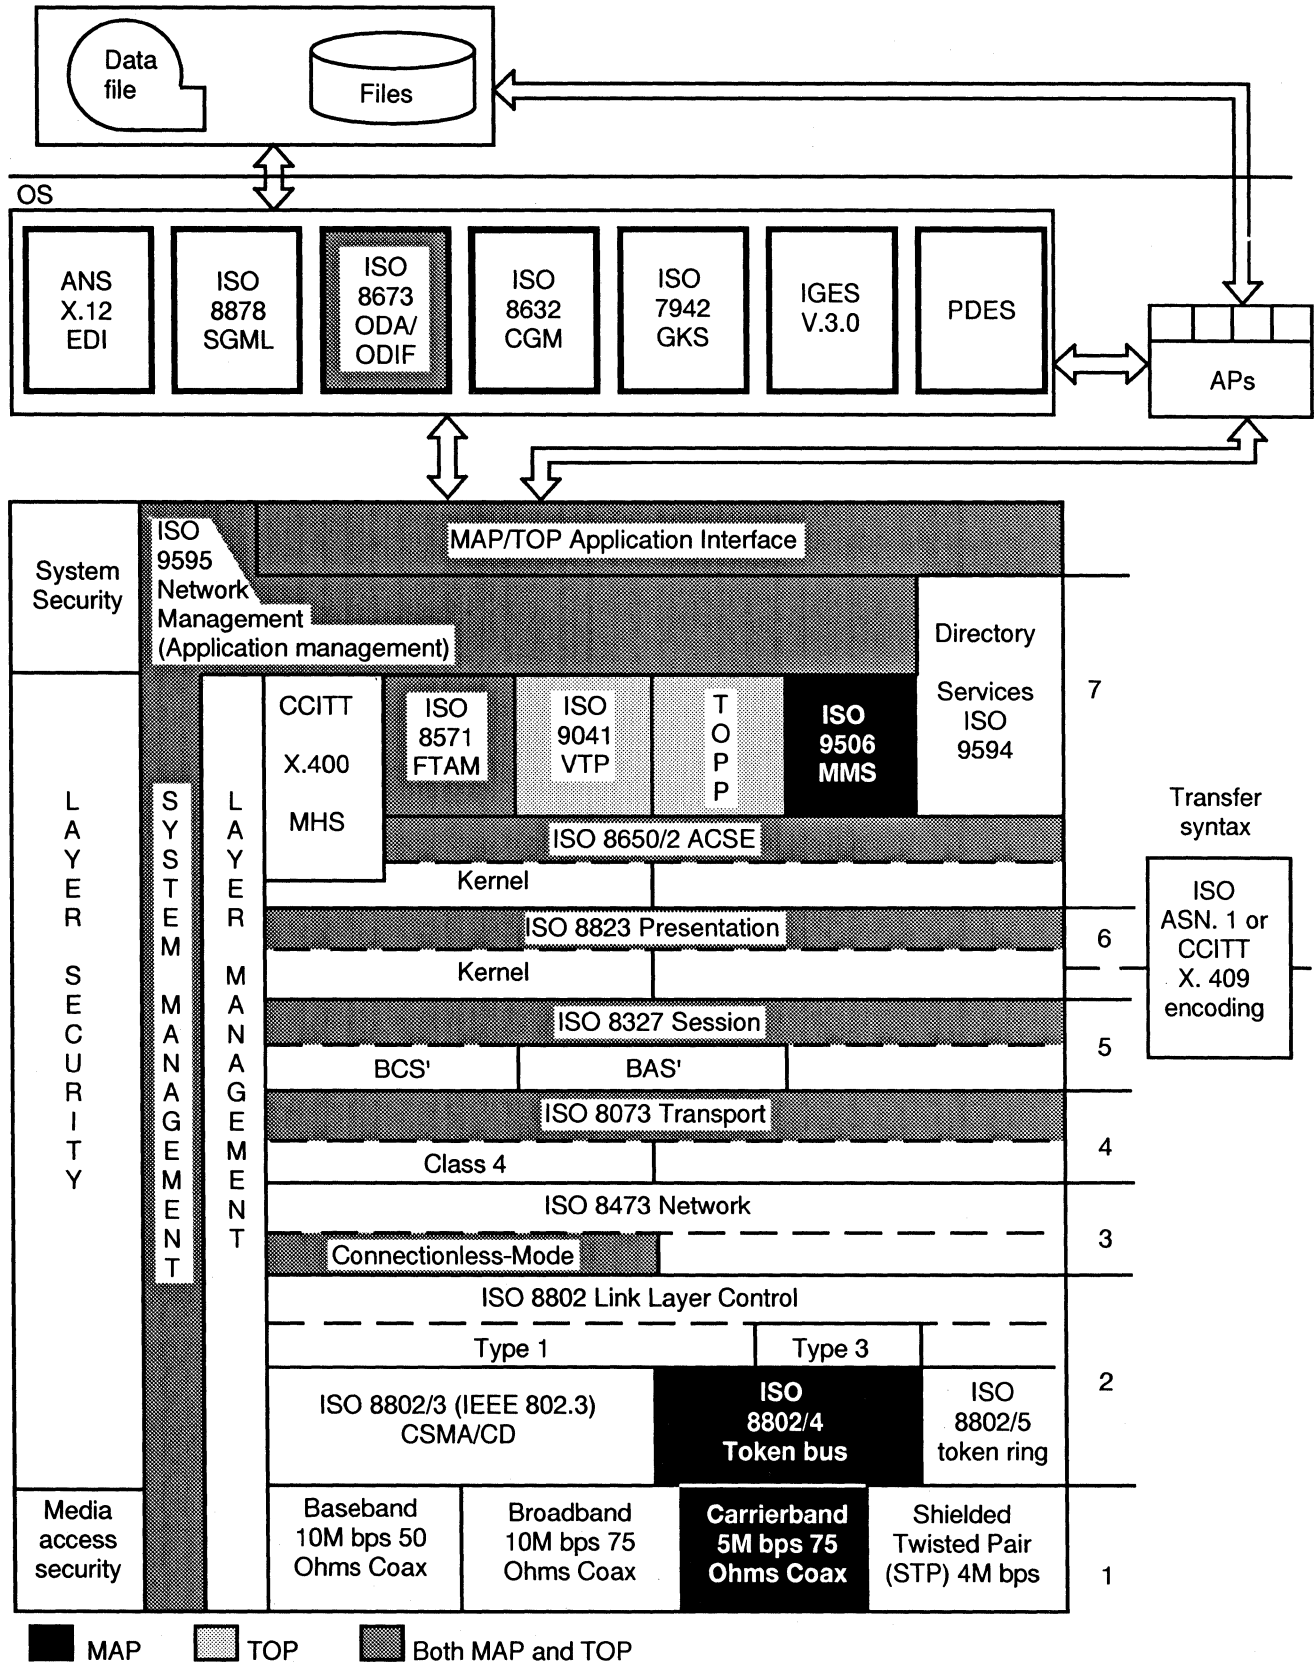 Data
file
Files
OS
ANS
X.12
EDI
ISO
8878
SGML
ISO
8673
ODA/
ODIF
ISO
8632
CGM
ISO
7942
GKS
IGES
V.3.0
PDES
APs
System
Security
ISO
9595
Network
Management
(Application management)
MAP/TOP Application Interface
Directory
Services
ISO
9594
7
CCITT
X.400
MHS
ISO
8571
FTAM
ISO
9041
VTP
TOPP
ISO
9506
MMS
LAYER SECURITY
SYSTEM MANAGEMENT
LAYER MANAGEMENT
ISO 8650/2 ACSE
Kernel
ISO 8823 Presentation
6
Kernel
Transfer
syntax
ISO
ASN. 1 or
CCITT
X. 409
encoding
ISO 8327 Session
5
BCS'
BAS'
ISO 8073 Transport
4
Class 4
ISO 8473 Network
3
Connectionless-Mode
ISO 8802 Link Layer Control
Type 1
Type 3
2
ISO 8802/3 (IEEE 802.3)
CSMA/CD
ISO
8802/4
Token bus
ISO
8802/5
token ring
Media
access
security
Baseband
10M bps 50
Ohms Coax
Broadband
10M bps 75
Ohms Coax
Carrierband
5M bps 75
Ohms Coax
Shielded
Twisted Pair
(STP) 4M bps
1
MAP
TOP
Both MAP and TOP